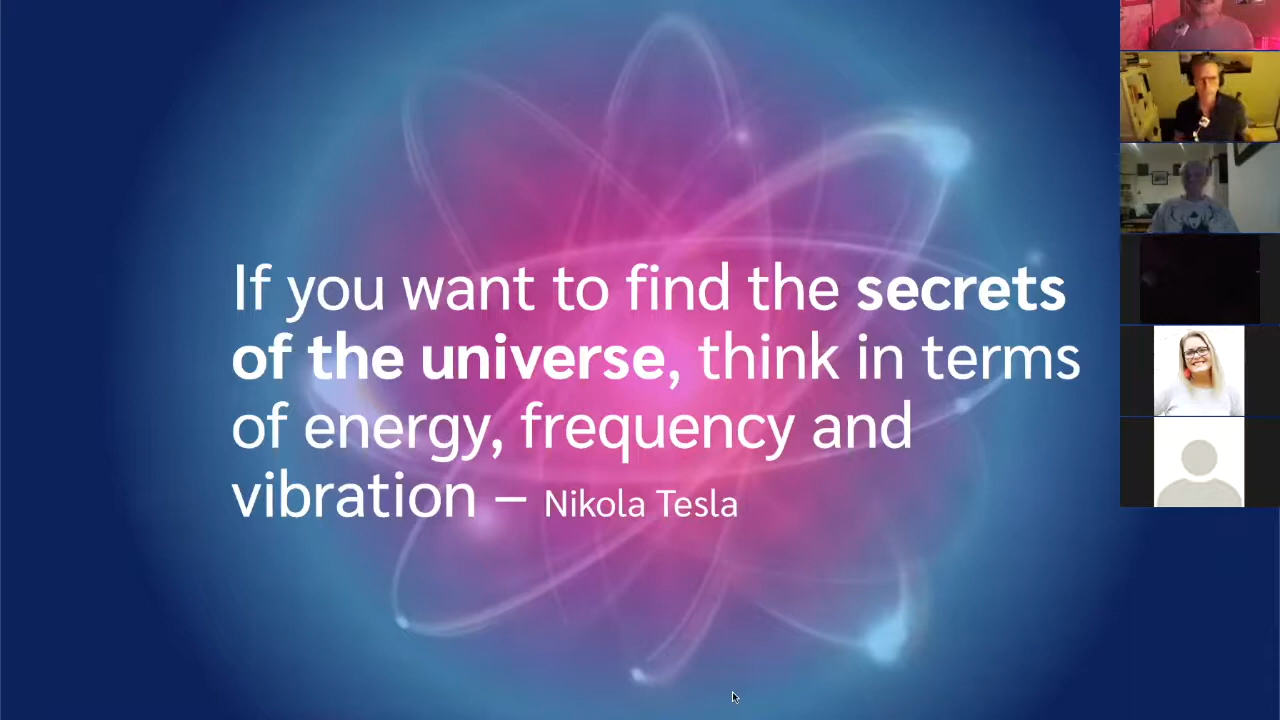 If you want to find the secrets
of the universe, think in terms
of energy, frequency and
vibration – Nikola Tesla